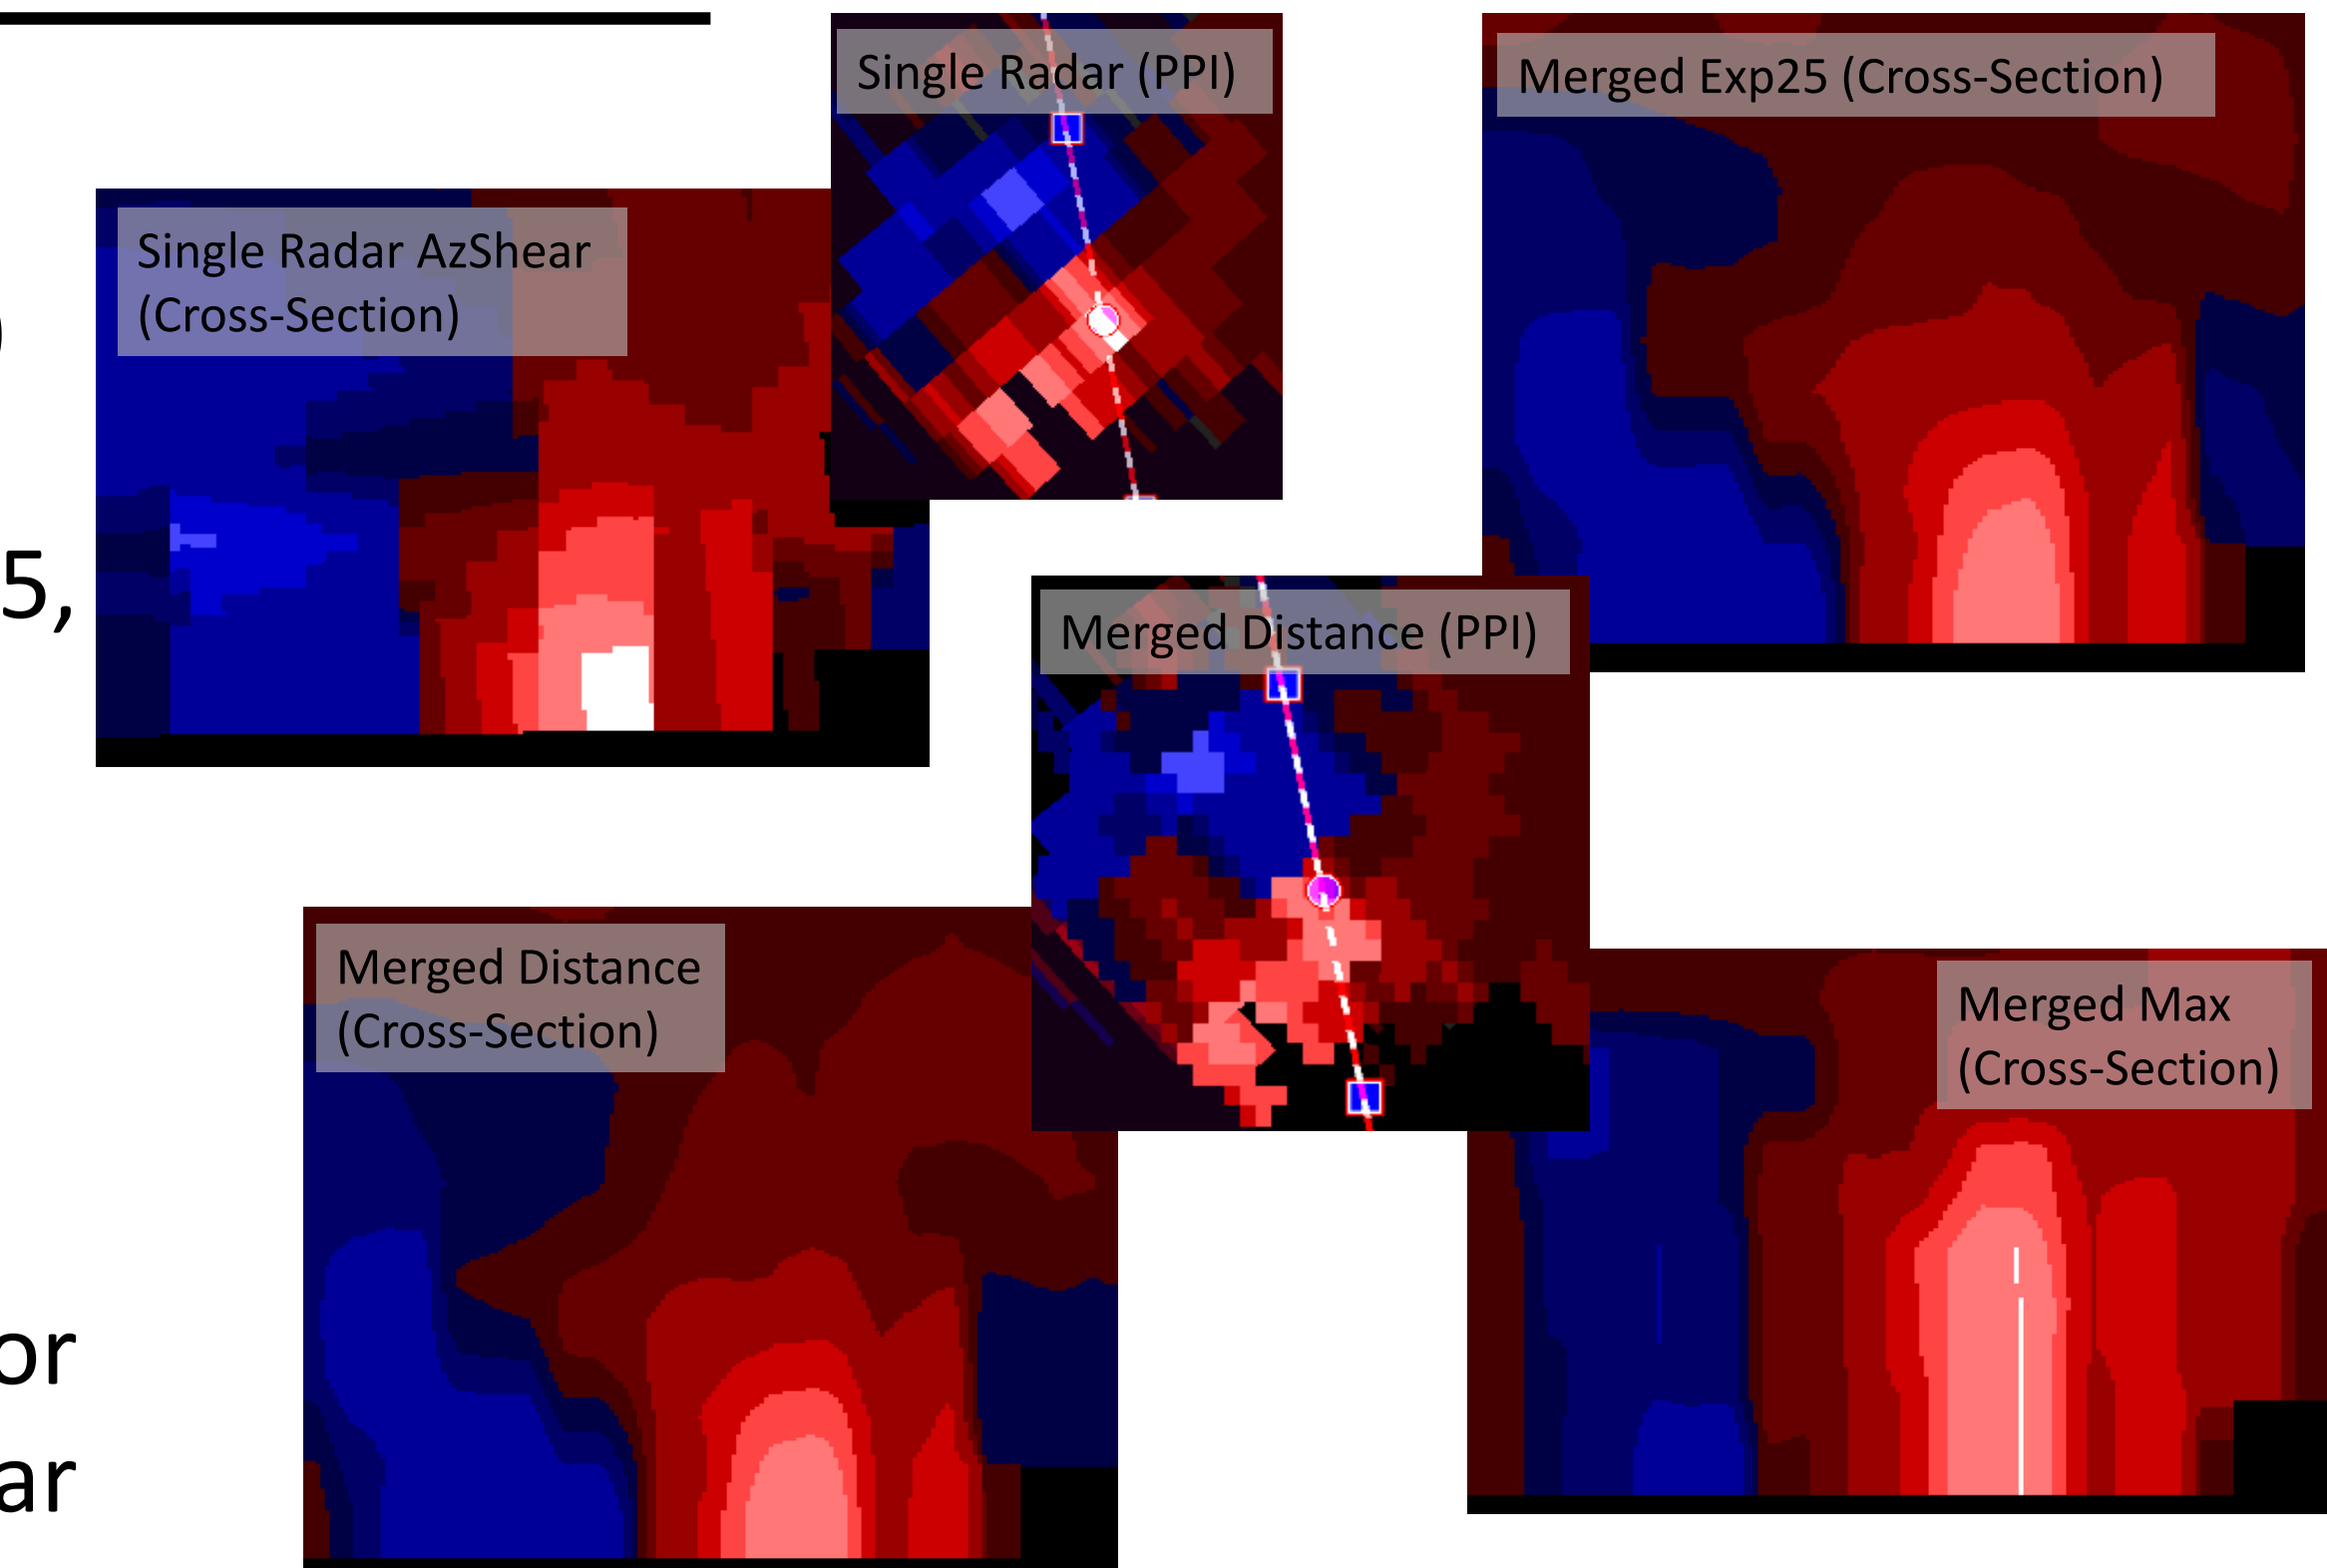 Single Radar (PPI)
Merged Exp25 (Cross-Section)
Single Radar AzShear
(Cross-Section)
)
5,
Merged Distance (PPI)
Merged Distance
(Cross-Section)
Merged Max
(Cross-Section)
or
ar